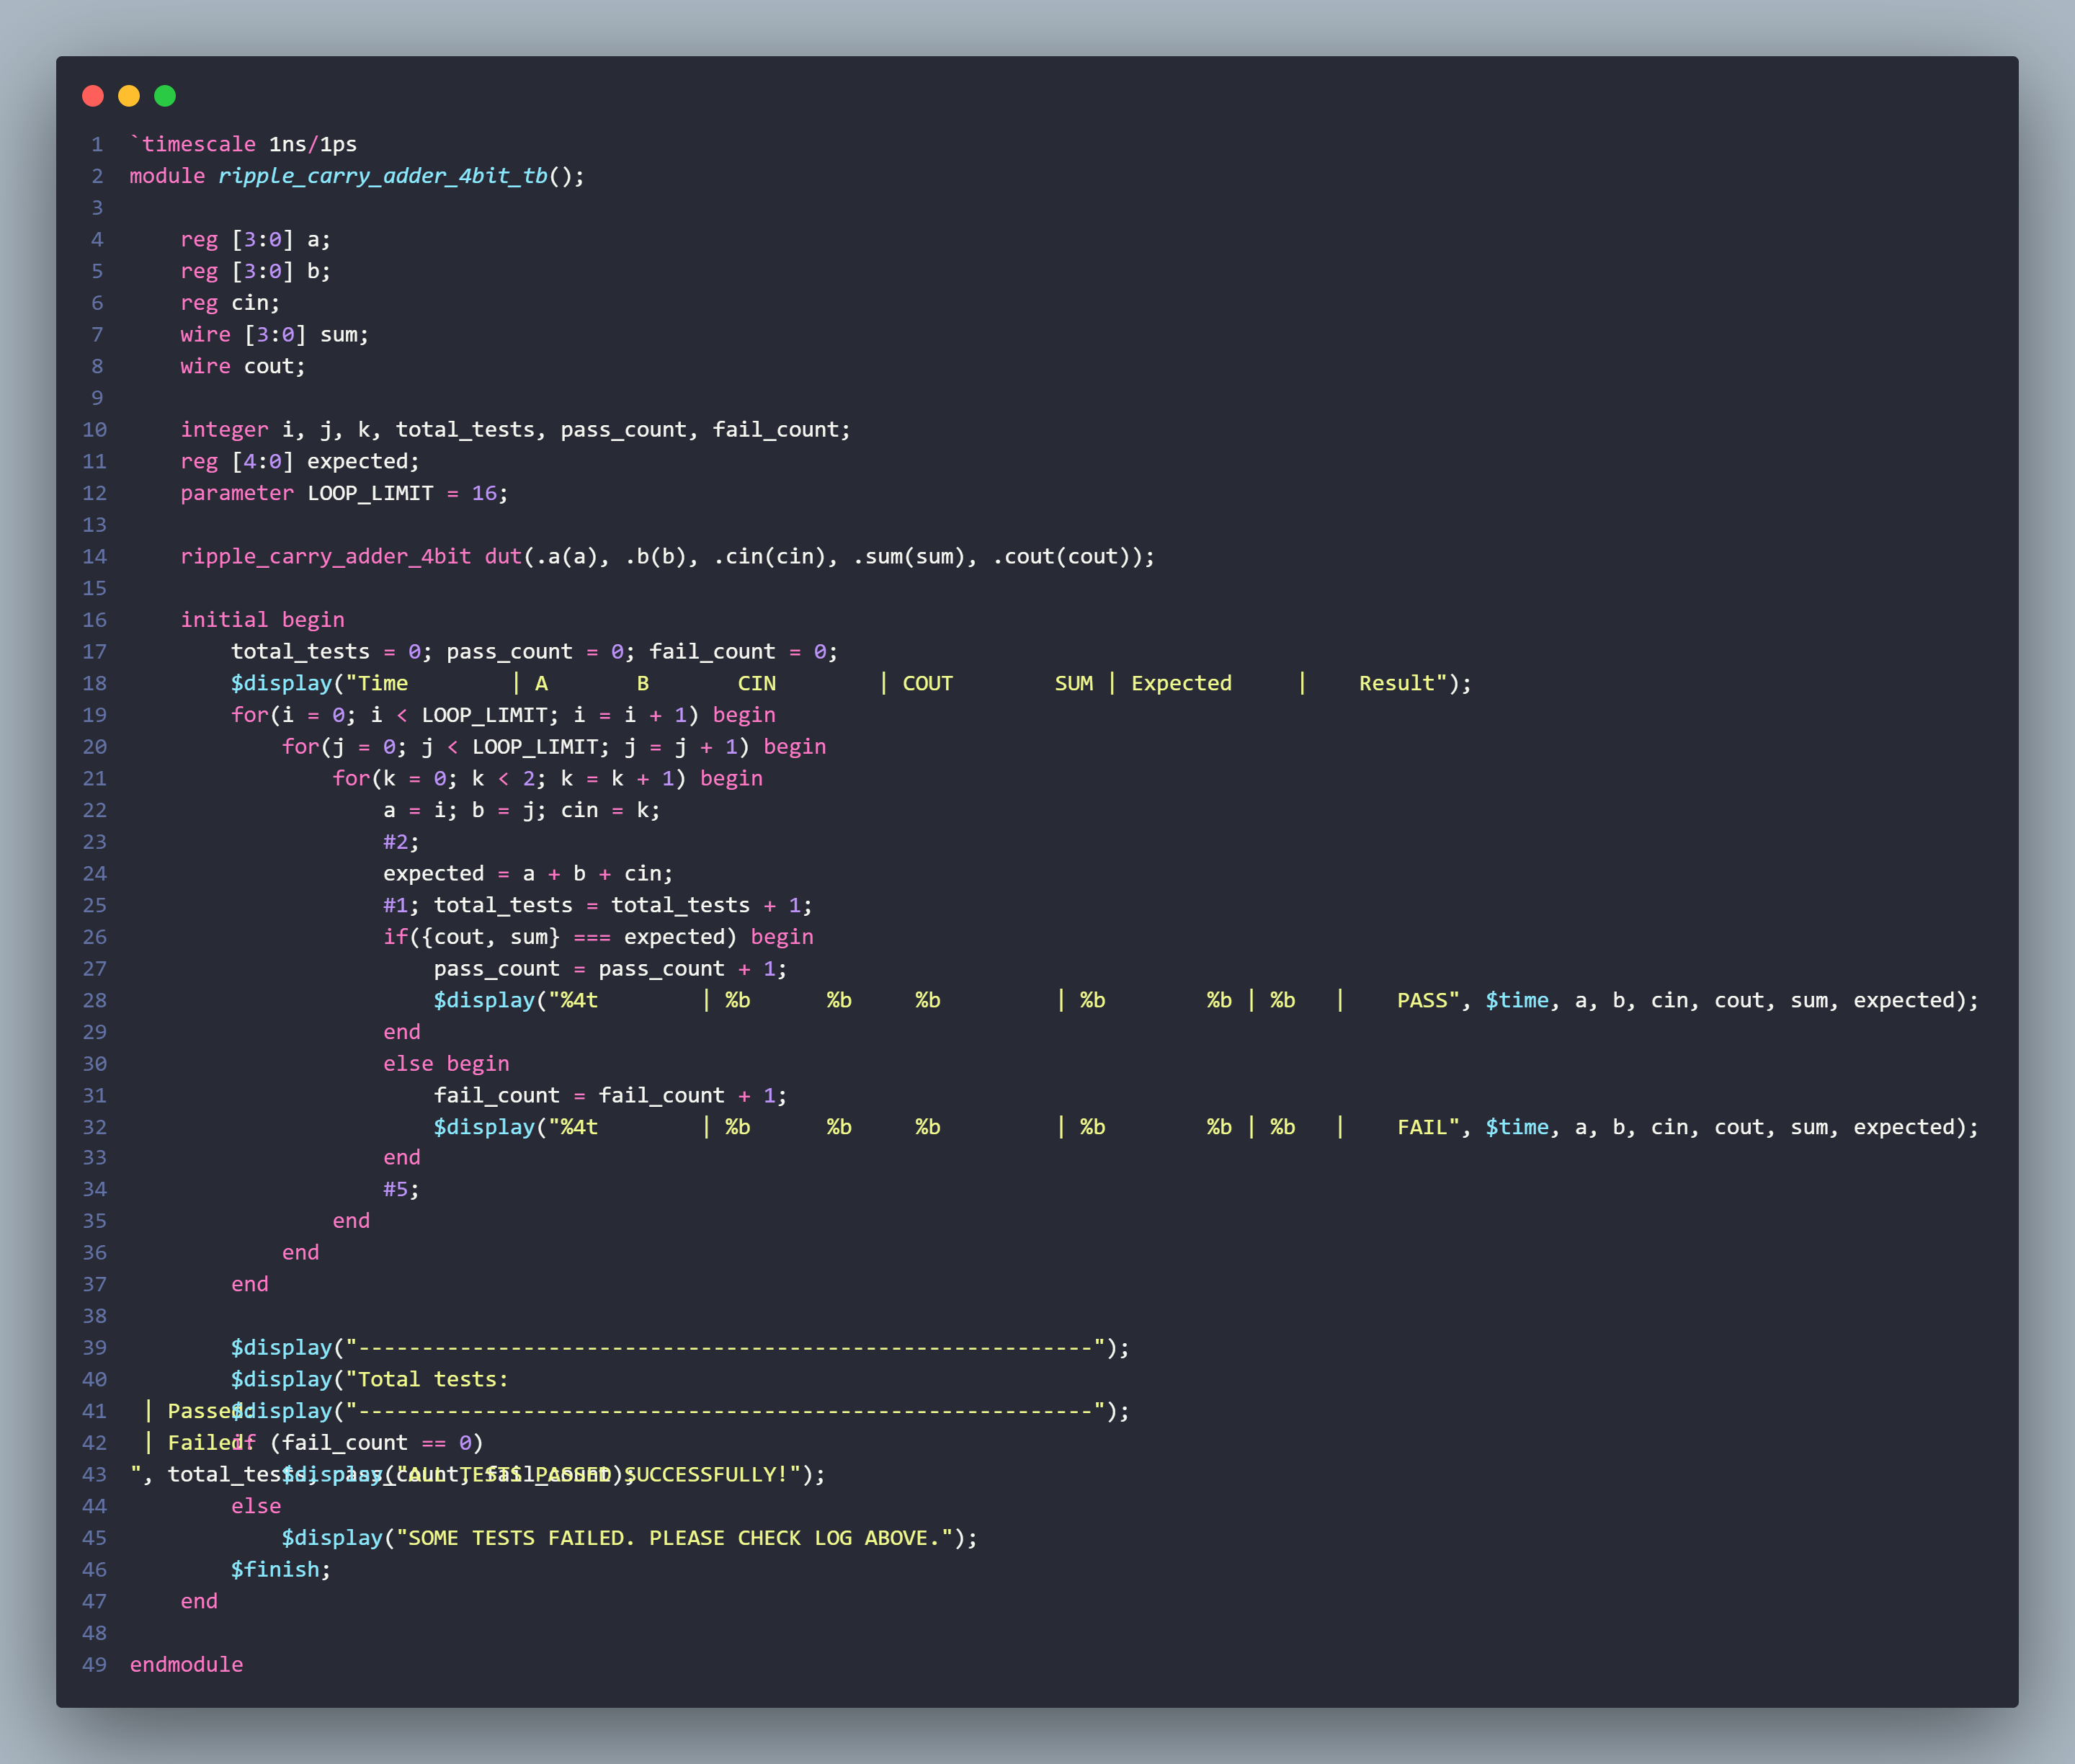 1 `timescale 1ns/1ps
2 module ripple_carry_adder_4bit_tb();
3
4     reg [3:0] a;
5     reg [3:0] b;
6     reg cin;
7     wire [3:0] sum;
8     wire cout;
9
10     integer i, j, k, total_tests, pass_count, fail_count;
11     reg [4:0] expected;
12     parameter LOOP_LIMIT = 16;
13
14     ripple_carry_adder_4bit dut(.a(a), .b(b), .cin(cin), .sum(sum), .cout(cout));
15
16     initial begin
17         total_tests = 0; pass_count = 0; fail_count = 0;
18         $display("Time        | A       B       CIN        | COUT        SUM | Expected     |    Result");
19         for(i = 0; i < LOOP_LIMIT; i = i + 1) begin
20             for(j = 0; j < LOOP_LIMIT; j = j + 1) begin
21                 for(k = 0; k < 2; k = k + 1) begin
22                     a = i; b = j; cin = k;
23                     #2;
24                     expected = a + b + cin;
25                     #1; total_tests = total_tests + 1;
26                     if({cout, sum} === expected) begin
27                         pass_count = pass_count + 1;
28                         $display("%4t        | %b      %b     %b         | %b        %b | %b   |    PASS", $time, a, b, cin, cout, sum, expected);
29                     end
30                     else begin
31                         fail_count = fail_count + 1;
32                         $display("%4t        | %b      %b     %b         | %b        %b | %b   |    FAIL", $time, a, b, cin, cout, sum, expected);
33                     end
34                     #5;
35                 end
36             end
37         end
38
39         $display("----------------------------------------------------------");
40         $display("Total tests:
41  | Passed: $display("----------------------------------------------------------");
42  | Failed: if (fail_count == 0)
43 ", total_tests, pass_count, fail_count); $display("ALL TESTS PASSED SUCCESSFULLY!");
44         else
45             $display("SOME TESTS FAILED. PLEASE CHECK LOG ABOVE.");
46         $finish;
47     end
48
49 endmodule